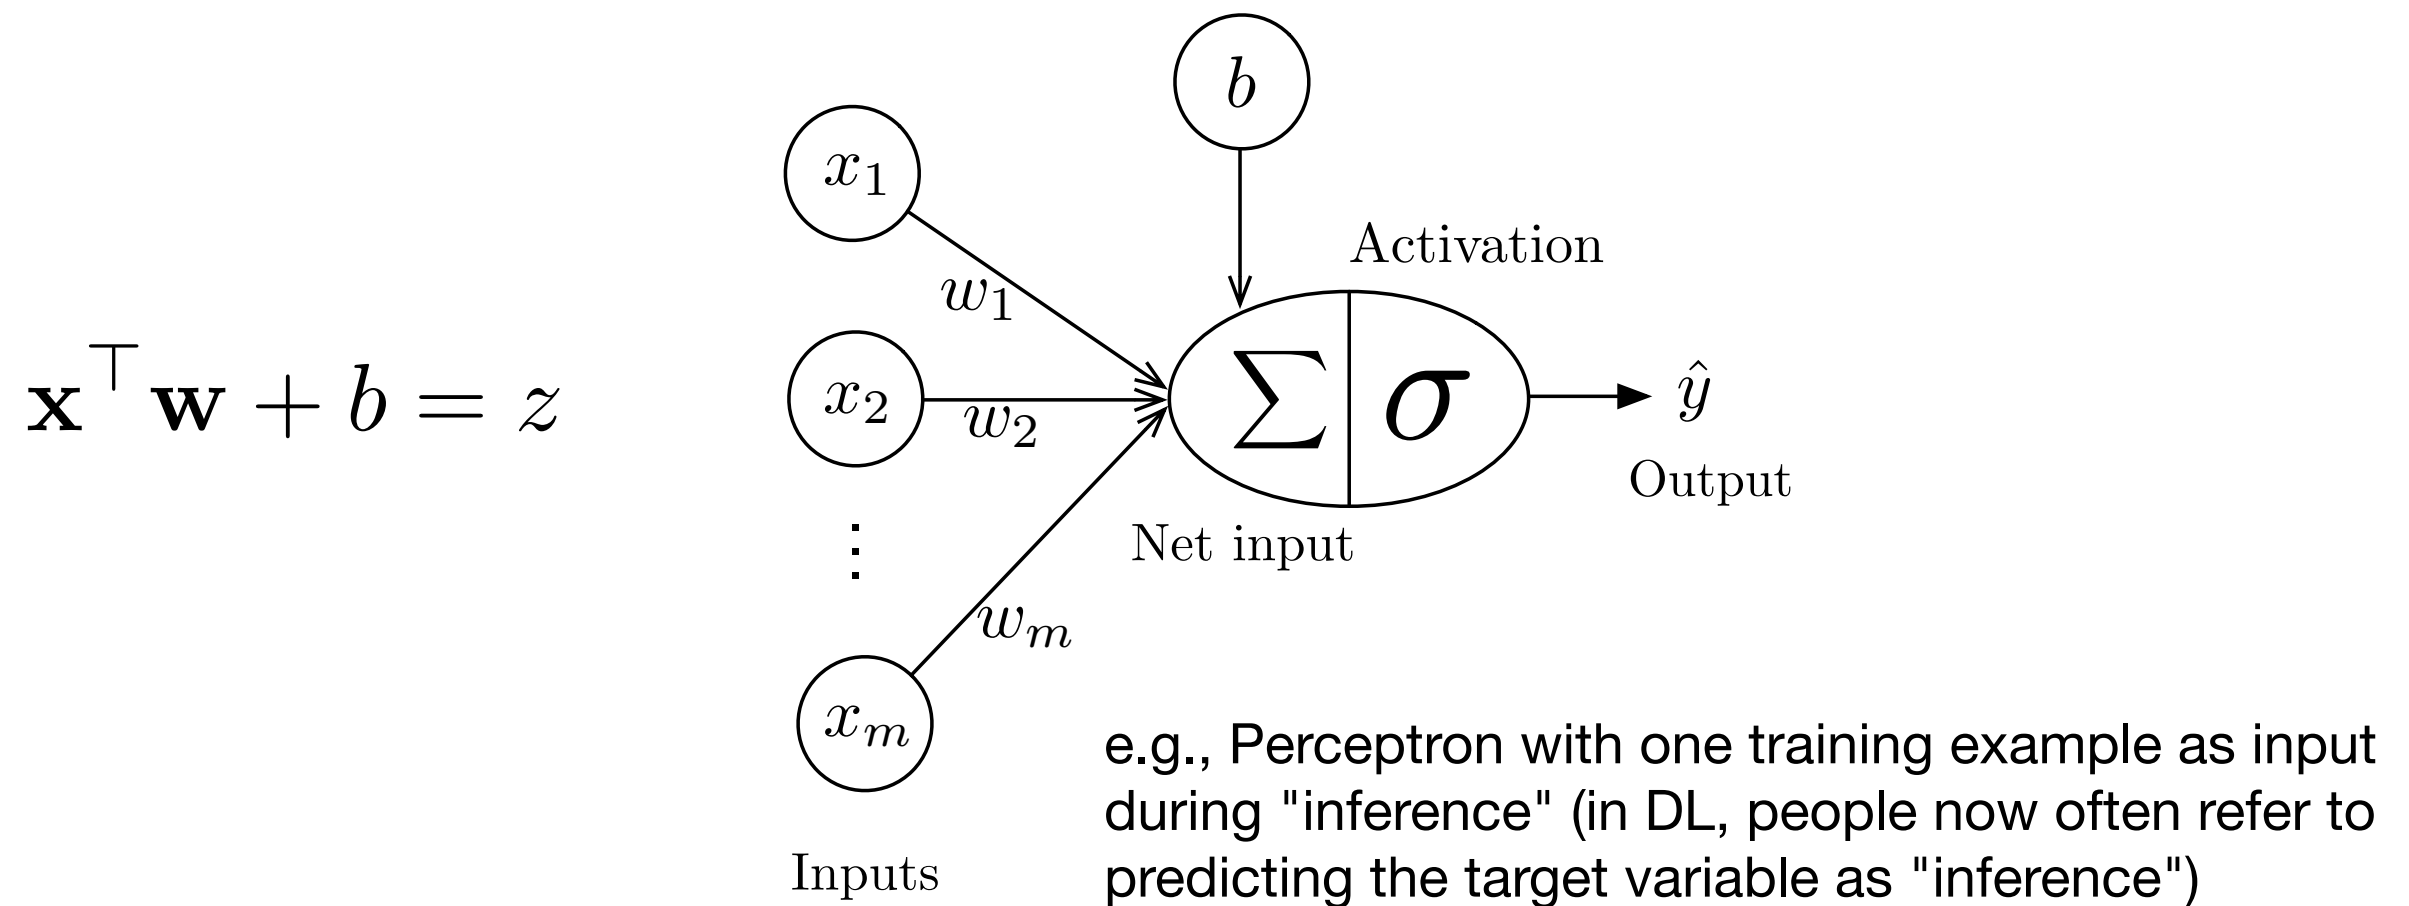 𝐱⊤𝐰 + b = z
b
x₁
Activation
w₁
x₂
w₂
∑ σ
ŷ
Output
Net input
⋮
wₘ
xₘ
Inputs
e.g., Perceptron with one training example as input
during "inference" (in DL, people now often refer to
predicting the target variable as "inference")